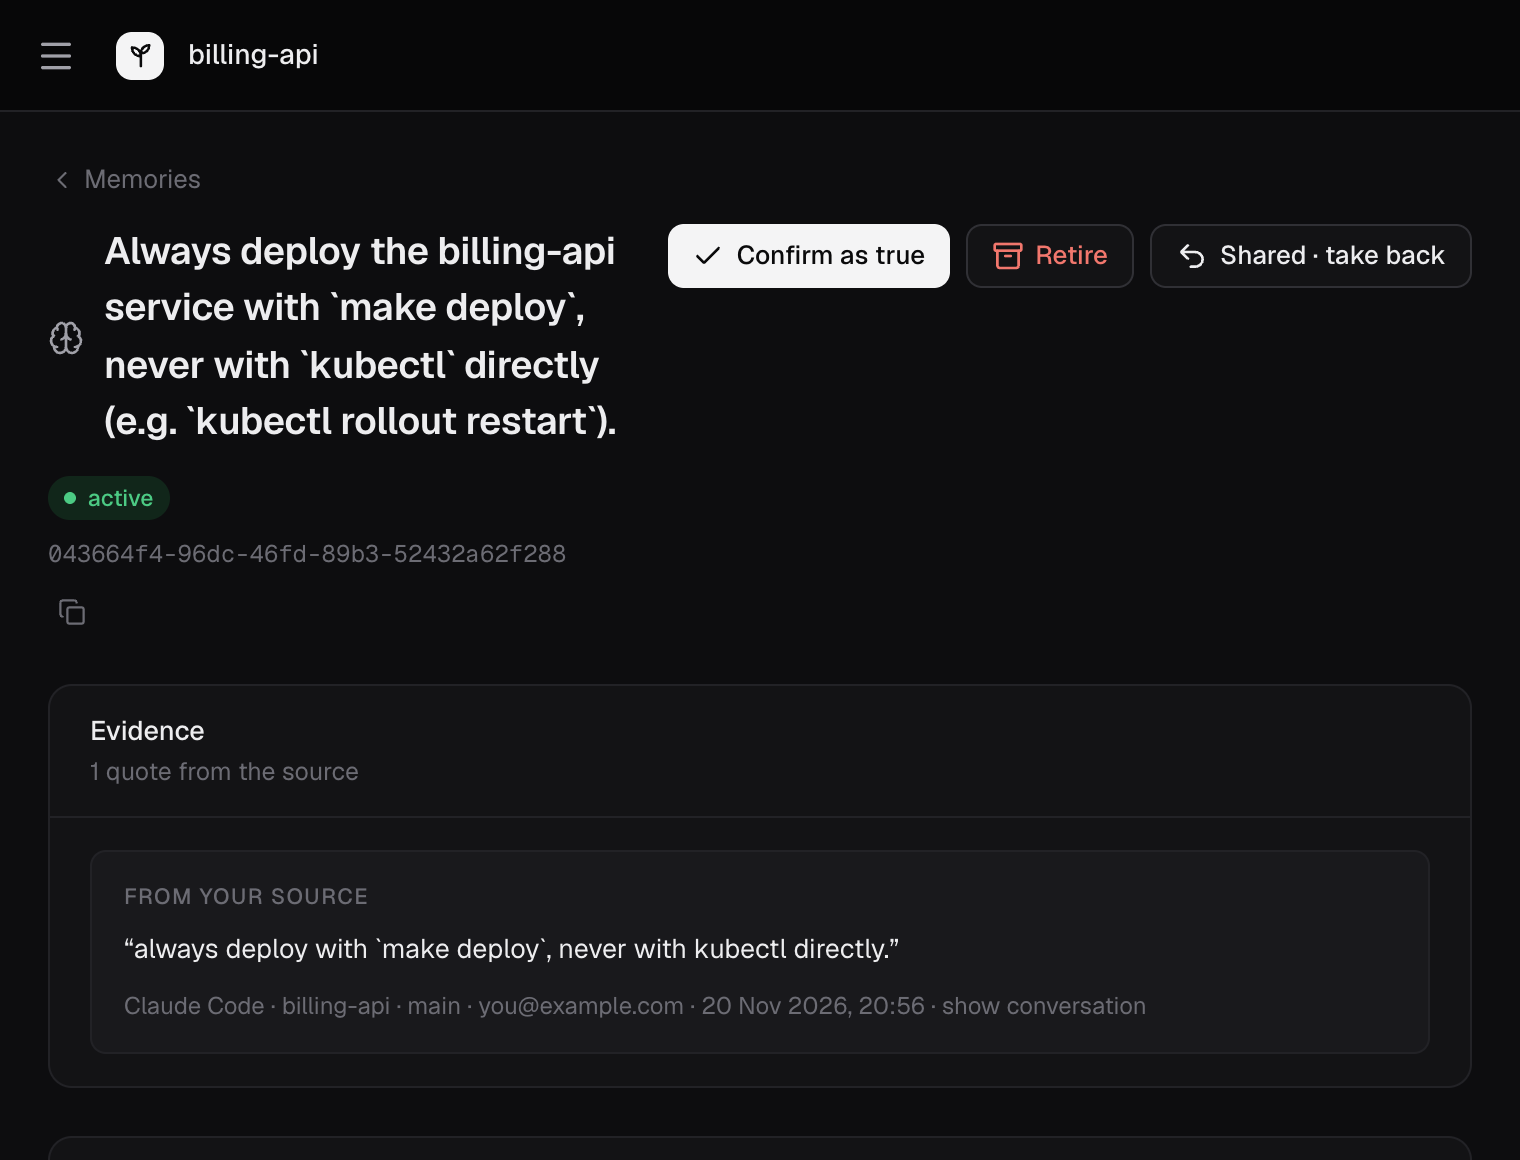 billing-api
Memories
Always deploy the billing-api
service with `make deploy`,
never with `kubectl` directly
(e.g. `kubectl rollout restart`).
Confirm as true
Retire
Shared · take back
active
043664f4-96dc-46fd-89b3-52432a62f288
Evidence
1 quote from the source
FROM YOUR SOURCE
“always deploy with `make deploy`, never with kubectl directly.”
Claude Code · billing-api · main · you@example.com · 20 Nov 2026, 20:56 · show conversation